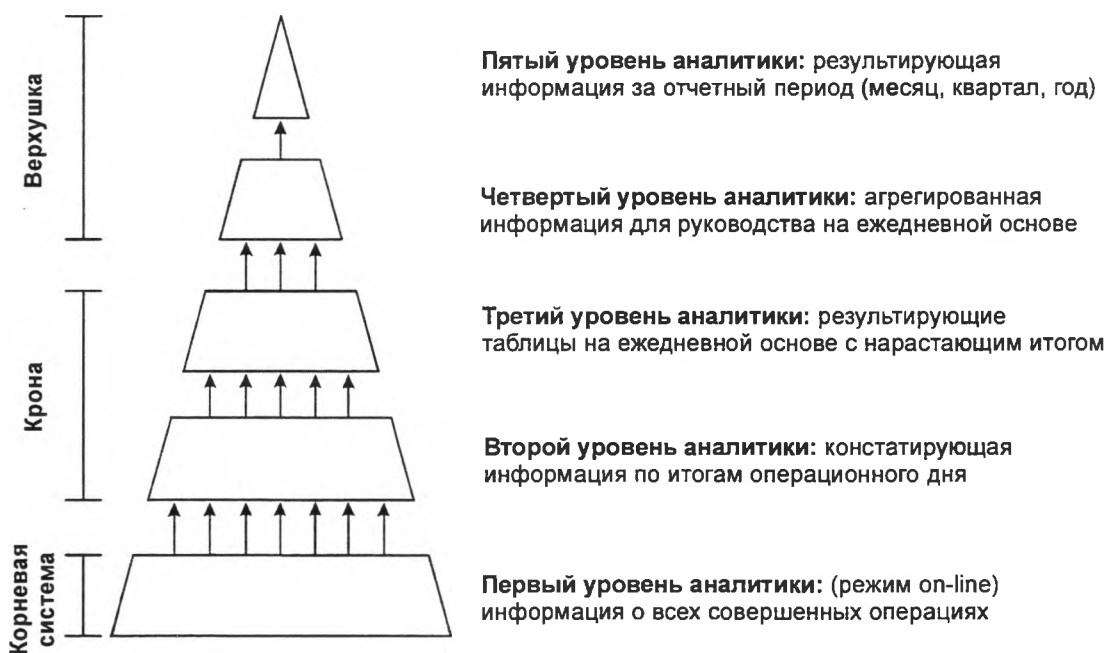 Верхушка
Пятый уровень аналитики: результирующая
информация за отчетный период (месяц, квартал, год)
Четвертый уровень аналитики: агрегированная
информация для руководства на ежедневной основе
Крона
Третий уровень аналитики: результирующие
таблицы на ежедневной основе с нарастающим итогом
Второй уровень аналитики: констатирующая
информация по итогам операционного дня
Корневая
система
Первый уровень аналитики: (режим on-line)
информация о всех совершенных операциях